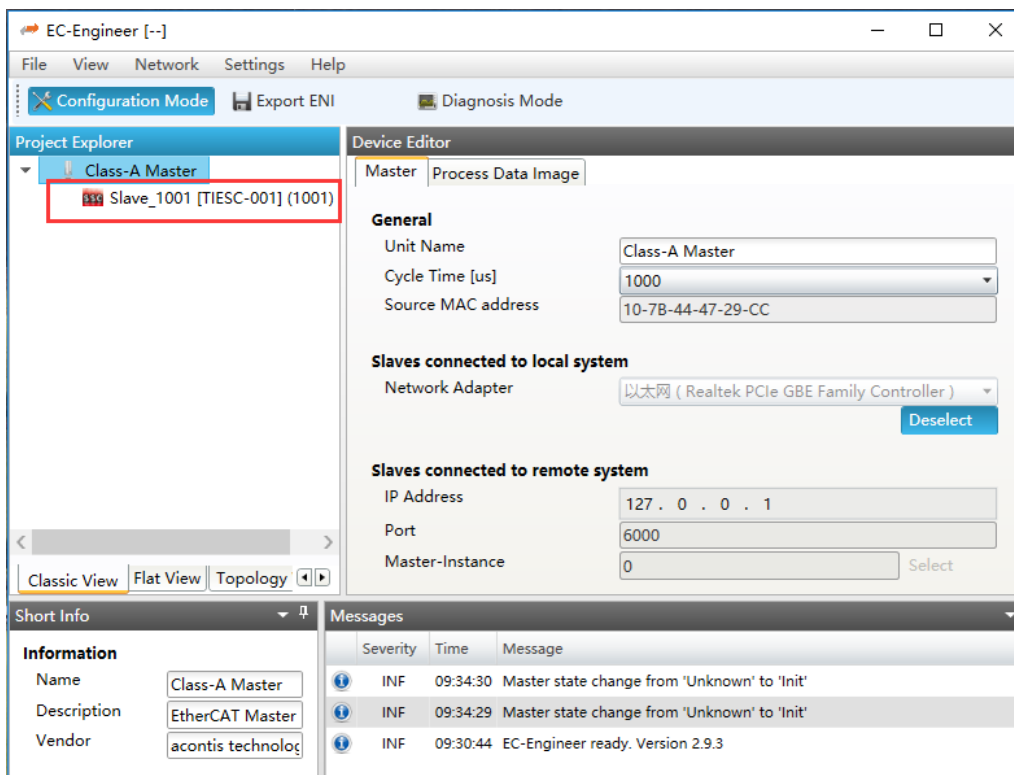 EC-Engineer [--]
File View Network Settings Help
Configuration Mode Export ENI Diagnosis Mode
Project Explorer
Class-A Master
Slave_1001 [TIESC-001] (1001)
Classic View Flat View Topology
Device Editor
Master Process Data Image
General
Unit Name Class-A Master
Cycle Time [us] 1000
Source MAC address 10-7B-44-47-29-CC
Slaves connected to local system
Network Adapter 以太网 ( Realtek PCIe GBE Family Controller )
Deselect
Slaves connected to remote system
IP Address 127 . 0 . 0 . 1
Port 6000
Master-Instance 0 Select
Short Info
Information
Name Class-A Master
Description EtherCAT Master
Vendor acontis technolog
Messages
Severity Time Message
INF 09:34:30 Master state change from 'Unknown' to 'Init'
INF 09:34:29 Master state change from 'Unknown' to 'Init'
INF 09:30:44 EC-Engineer ready. Version 2.9.3